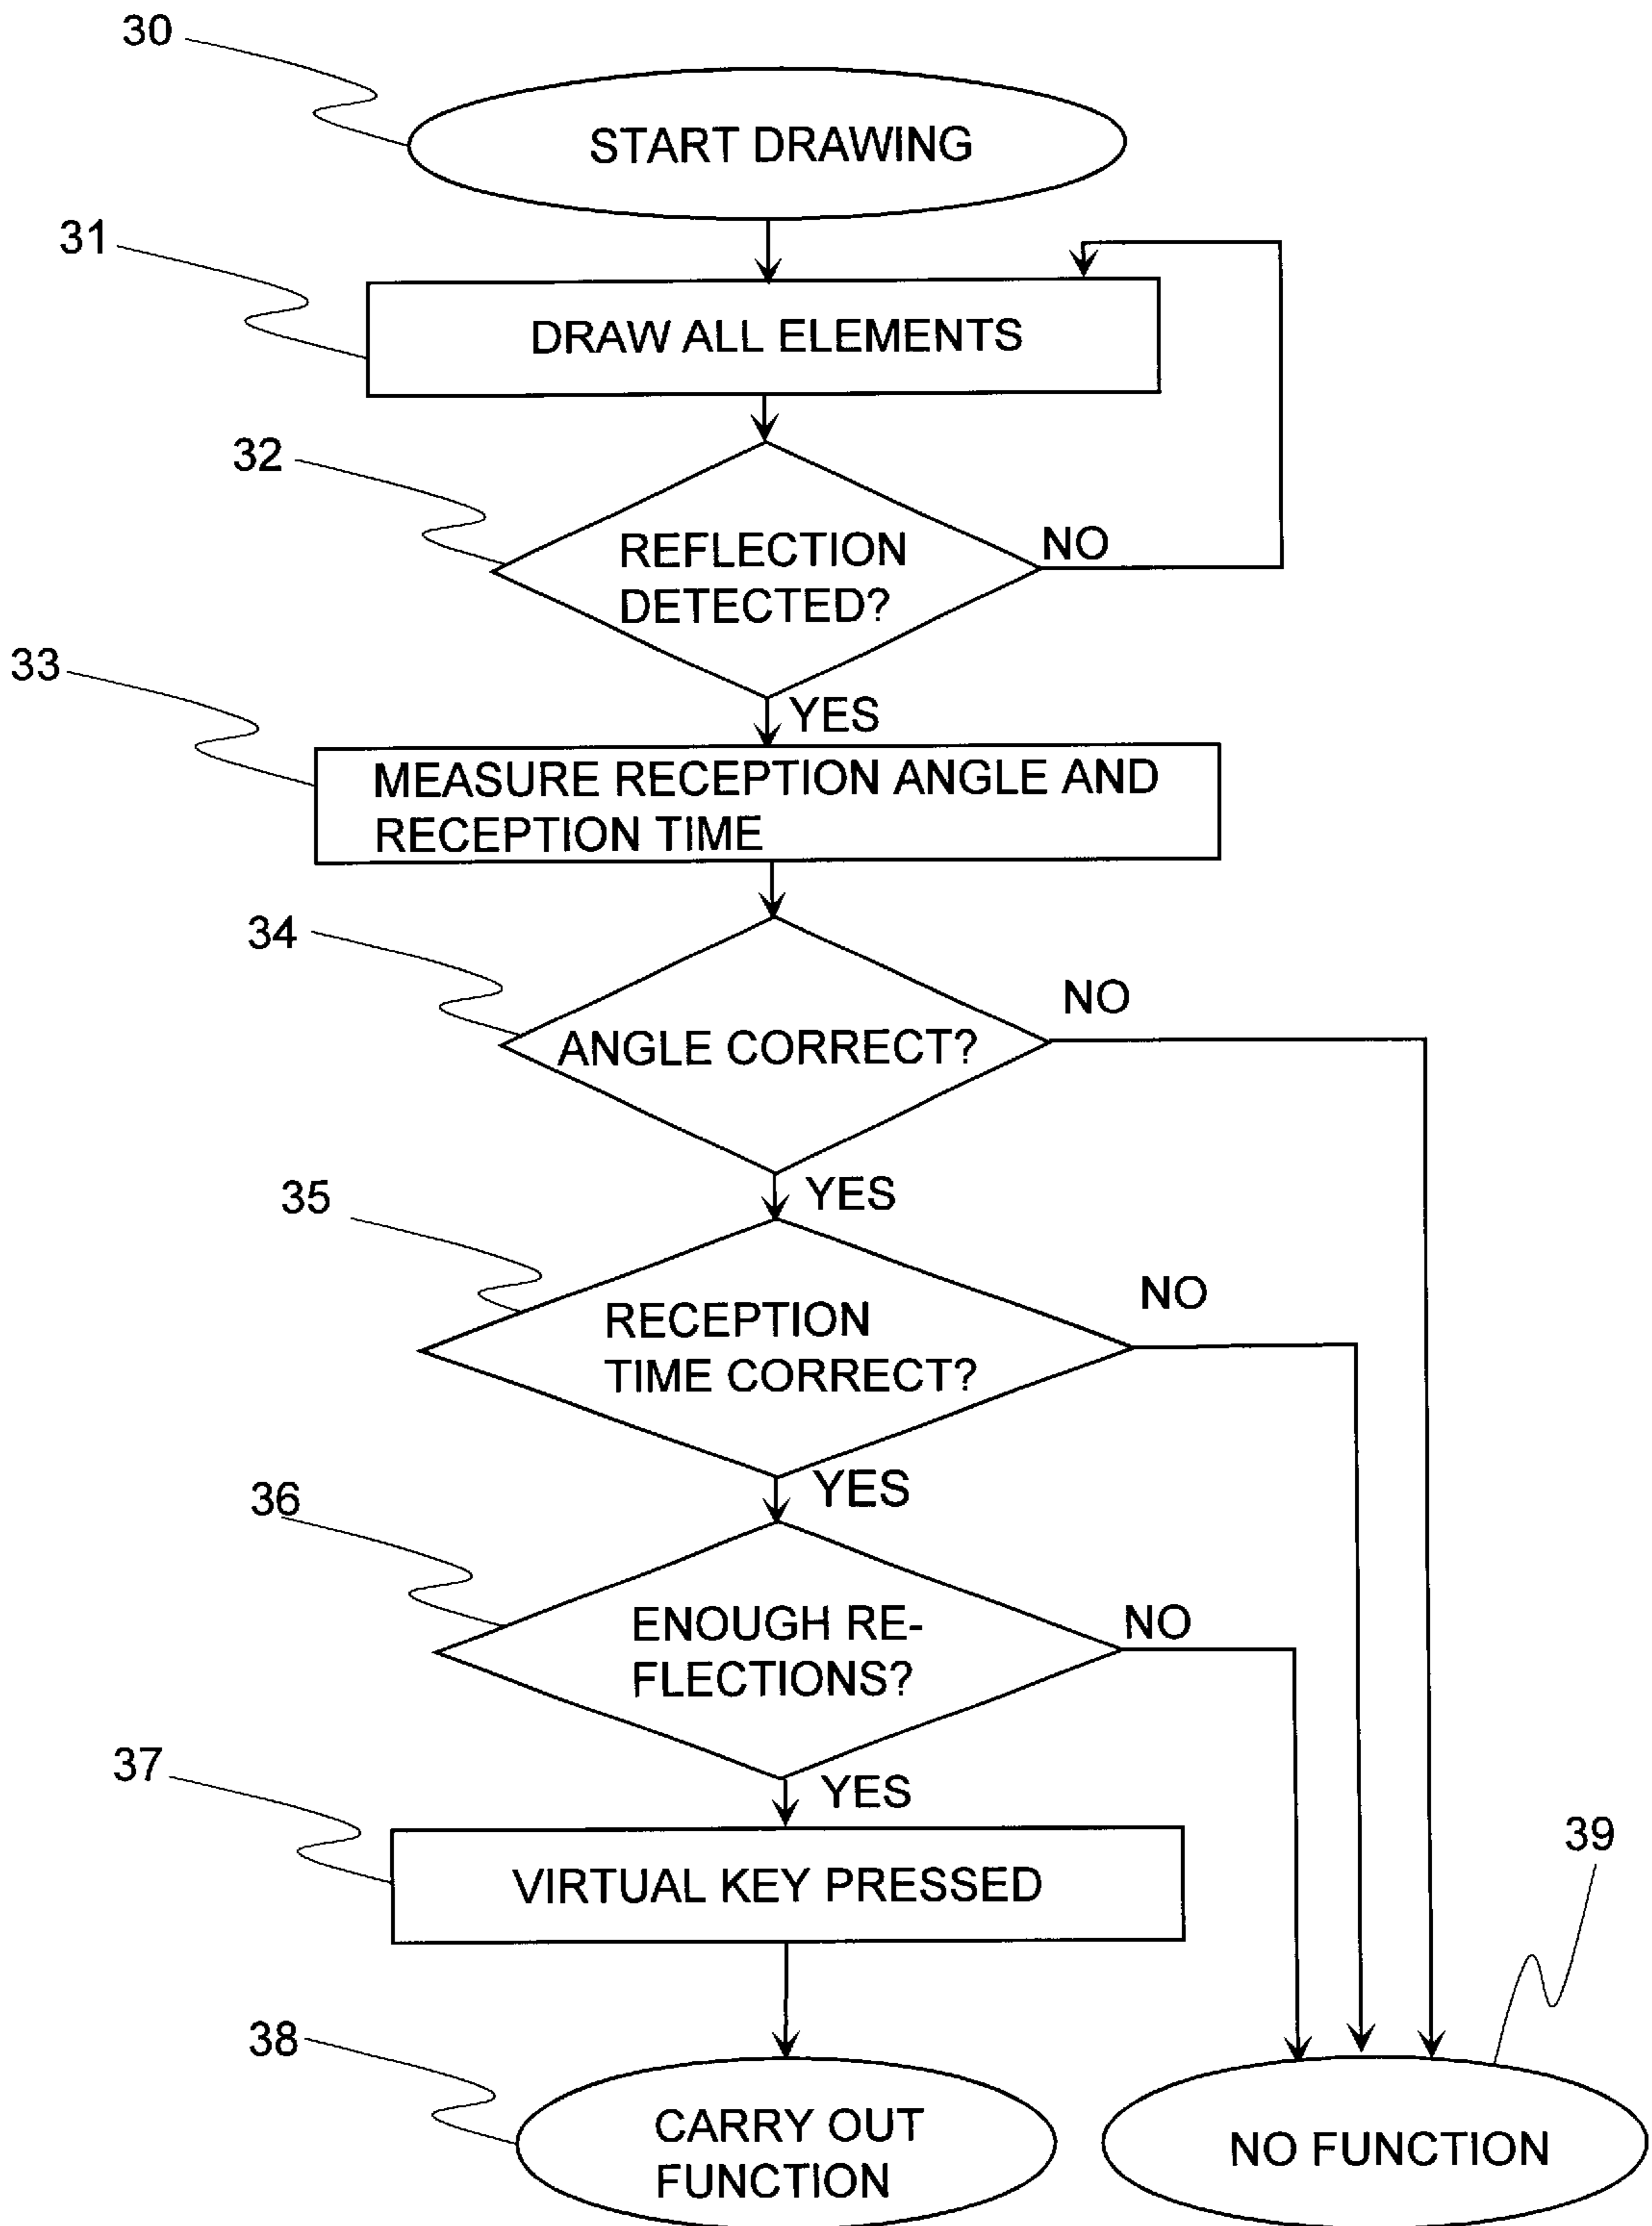 30
START DRAWING
31
DRAW ALL ELEMENTS
32
REFLECTION
DETECTED?
NO
YES
33
MEASURE RECEPTION ANGLE AND
RECEPTION TIME
34
ANGLE CORRECT?
NO
YES
35
RECEPTION
TIME CORRECT?
NO
YES
36
ENOUGH RE-
FLECTIONS?
NO
YES
37
VIRTUAL KEY PRESSED
39
38
CARRY OUT
FUNCTION
NO FUNCTION